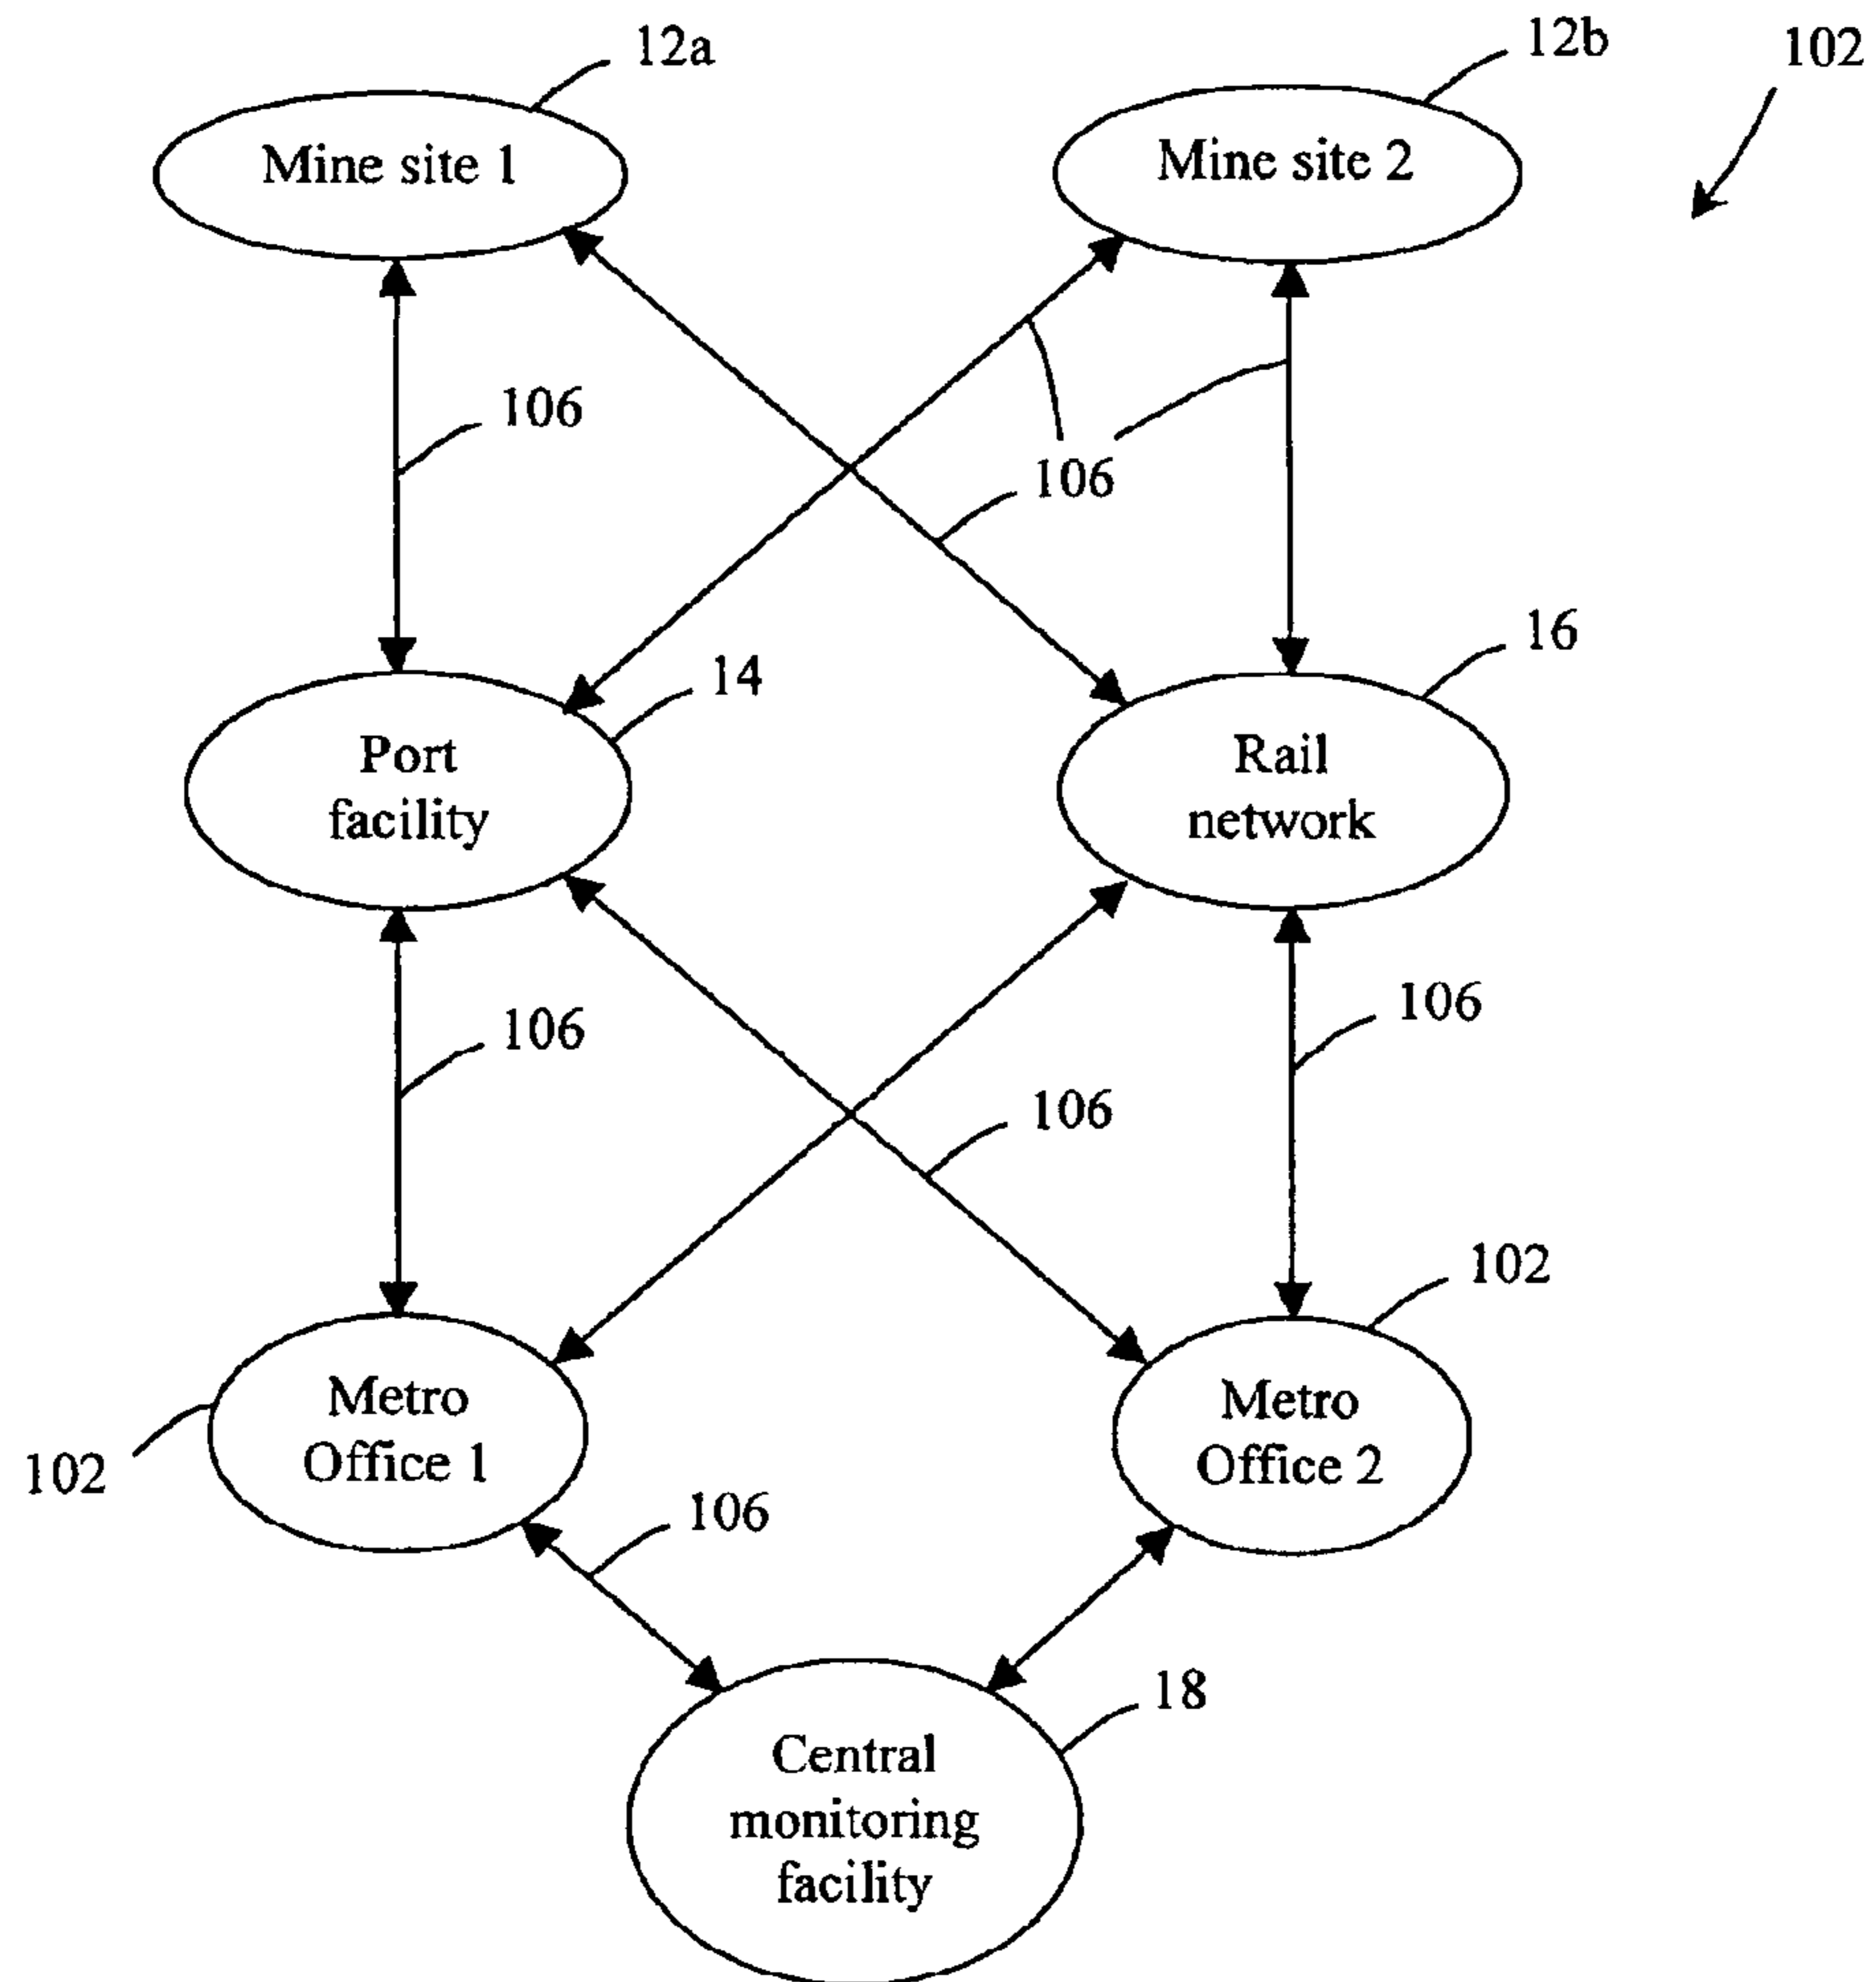 12a
12b
102
Mine site 1
Mine site 2
106
106
16
14
Port
facility
Rail
network
106
106
106
102
Metro
Office 1
Metro
Office 2
102
106
18
Central
monitoring
facility